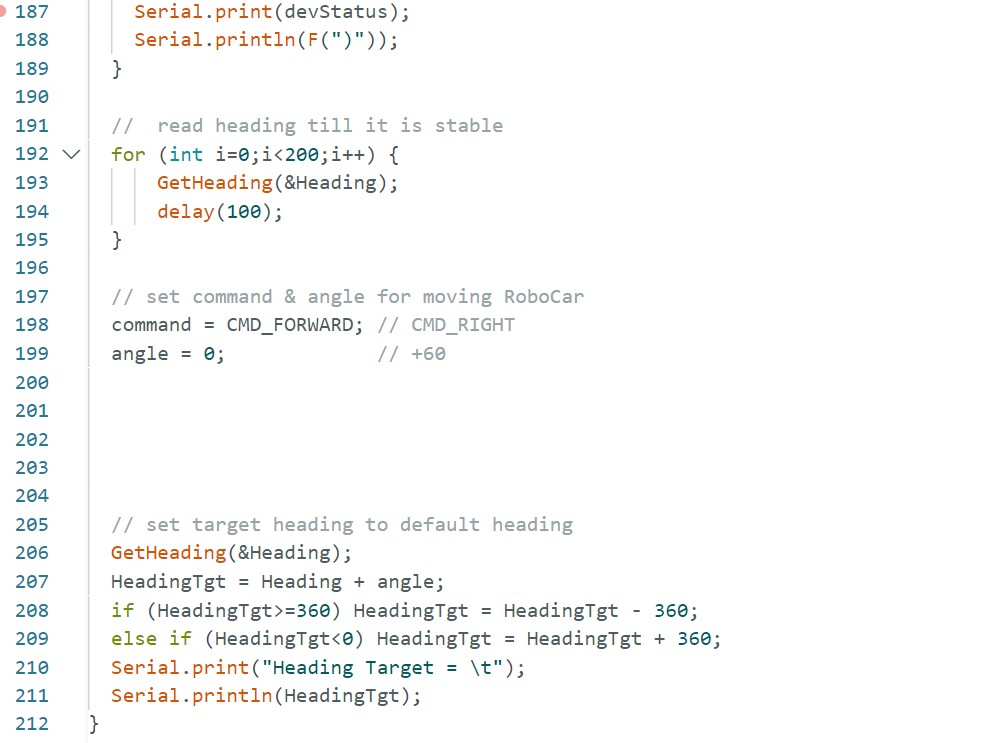 187     Serial.print(devStatus);
188     Serial.println(F(")"));
189   }
190
191   //  read heading till it is stable
192   for (int i=0;i<200;i++) {
193       GetHeading(&Heading);
194       delay(100);
195   }
196
197   // set command & angle for moving RoboCar
198   command = CMD_FORWARD; // CMD_RIGHT
199   angle = 0;             // +60
200
201
202
203
204
205   // set target heading to default heading
206   GetHeading(&Heading);
207   HeadingTgt = Heading + angle;
208   if (HeadingTgt>=360) HeadingTgt = HeadingTgt - 360;
209   else if (HeadingTgt<0) HeadingTgt = HeadingTgt + 360;
210   Serial.print("Heading Target = \t");
211   Serial.println(HeadingTgt);
212 }